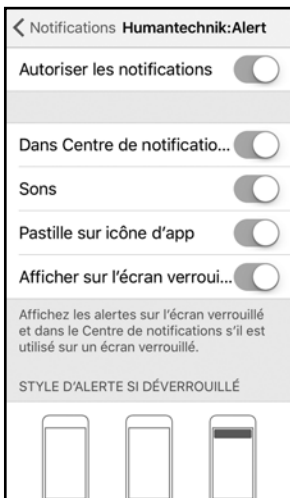 Notifications Humantechnik:Alert
Autoriser les notifications
Dans Centre de notificatio...
Sons
Pastille sur icône d'app
Afficher sur l'écran verroui...
Affichez les alertes sur l'écran verrouillé
et dans le Centre de notifications s'il est
utilisé sur un écran verrouillé.
STYLE D'ALERTE SI DÉVERROUILLÉ